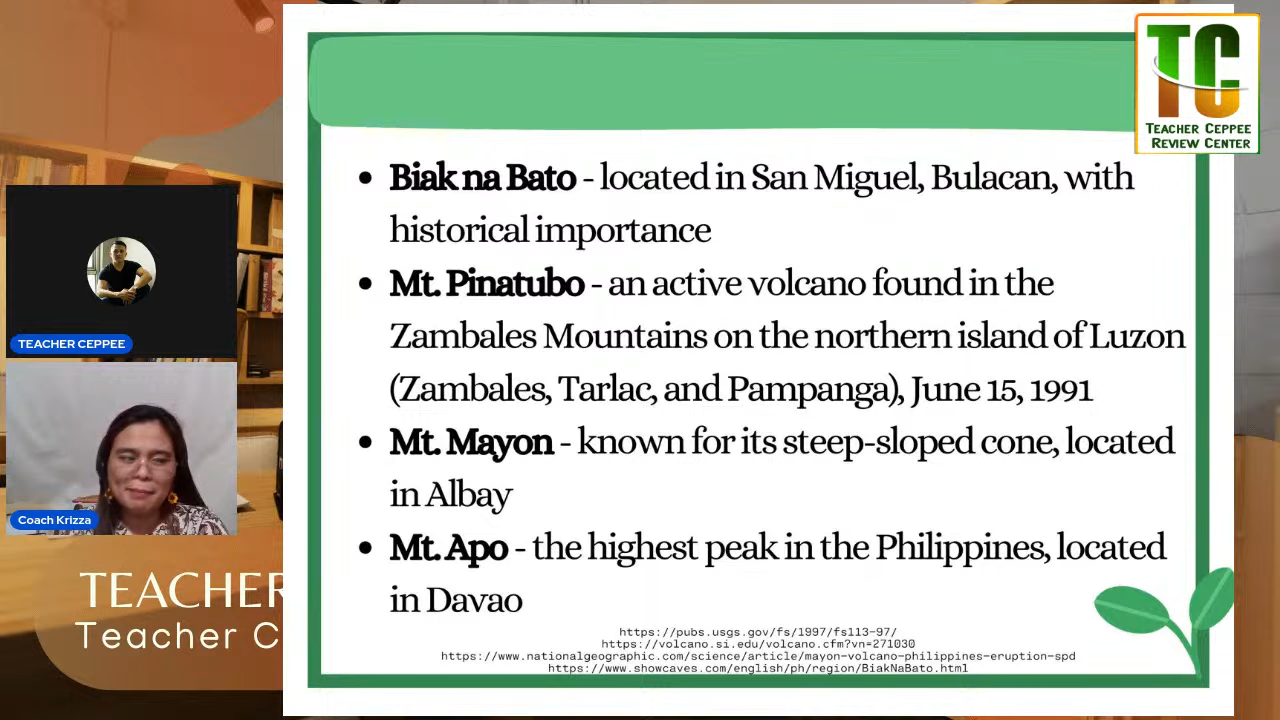 TC
TEACHER CEPPEE
REVIEW CENTER
• Biak na Bato - located in San Miguel, Bulacan, with
historical importance
• Mt. Pinatubo - an active volcano found in the
Zambales Mountains on the northern island of Luzon
(Zambales, Tarlac, and Pampanga), June 15, 1991
• Mt. Mayon - known for its steep-sloped cone, located
in Albay
• Mt. Apo - the highest peak in the Philippines, located
in Davao
https://pubs.usgs.gov/fs/1997/fs113-97/
https://volcano.si.edu/volcano.cfm?vn=271030
https://www.nationalgeographic.com/science/article/mayon-volcano-philippines-eruption-spd
https://www.showcaves.com/english/ph/region/BiakNaBato.html
TEACHER CEPPEE
Coach Krizza
TEACHER
Teacher C